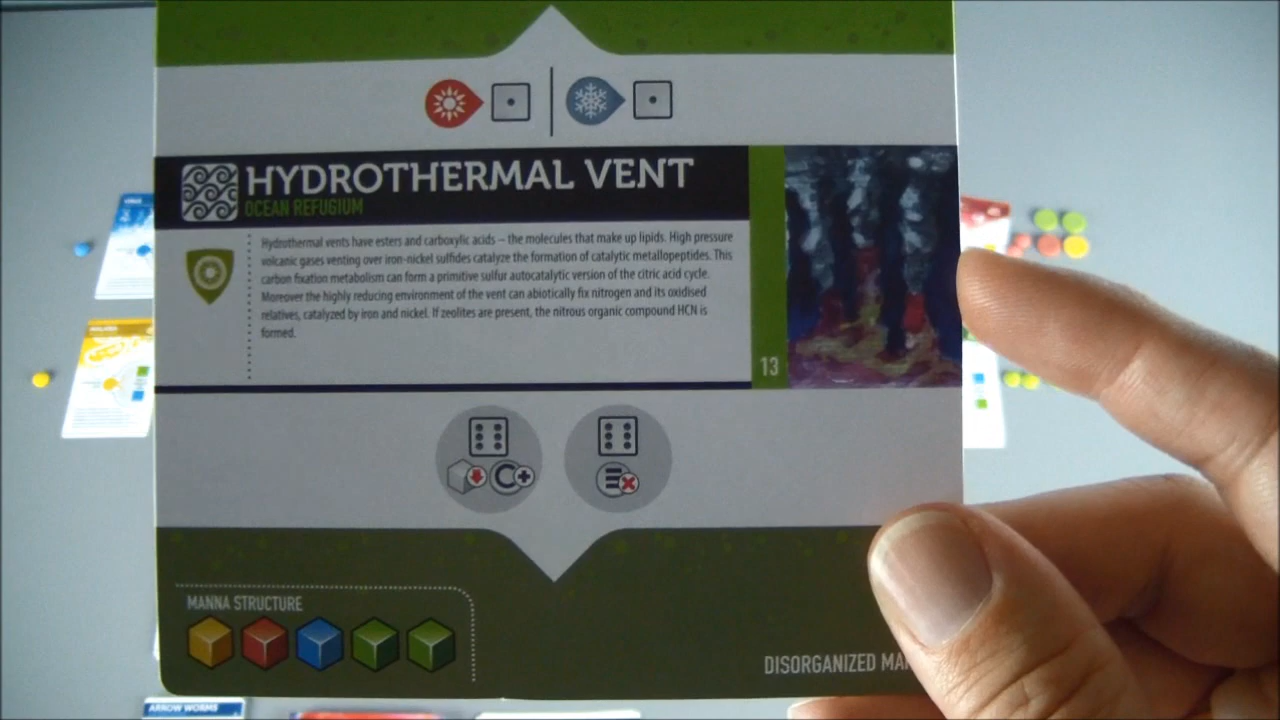 HYDROTHERMAL VENT
OCEAN REFUGIUM
Hydrothermal vents have esters and carboxylic acids – the molecules that make up lipids. High pressure
volcanic gases venting over iron-nickel sulfides catalyze the formation of catalytic metallopeptides. This
carbon fixation metabolism can form a primitive sulfur autocatalytic version of the citric acid cycle.
Moreover the highly reducing environment of the vent can abiotically fix nitrogen and its oxidised
relatives, catalyzed by iron and nickel. If zeolites are present, the nitrous organic compound HCN is
formed.
13
MANNA STRUCTURE
DISORGANIZED
ARROW WORMS